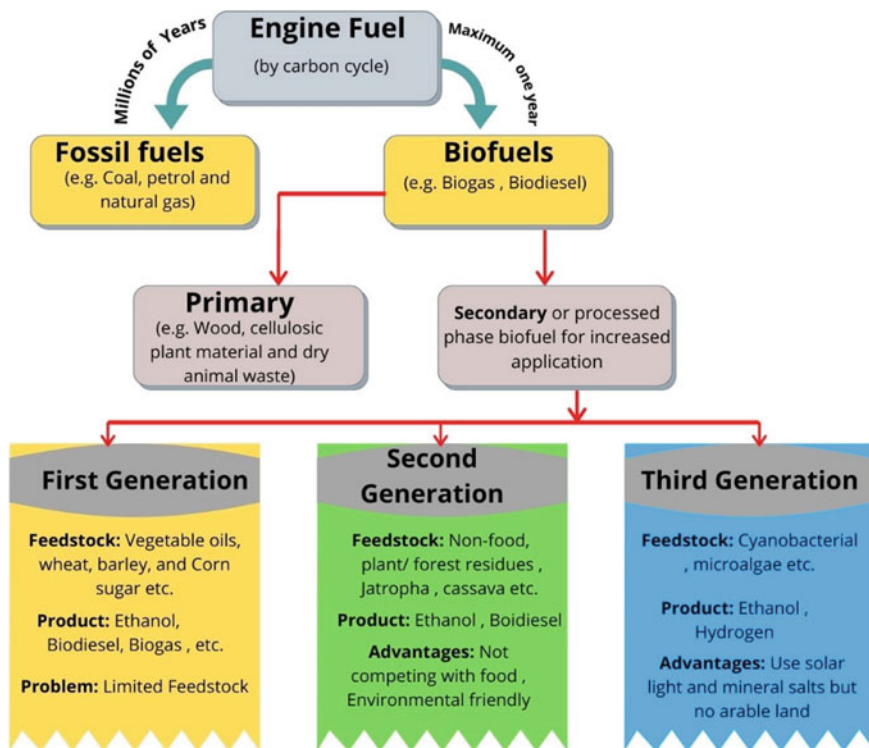 Engine Fuel
(by carbon cycle)
Millions of Years
Maximum one year
Fossil fuels
(e.g. Coal, petrol and
natural gas)
Biofuels
(e.g. Biogas , Biodiesel)
Primary
(e.g. Wood, cellulosic
plant material and dry
animal waste)
Secondary or processed
phase biofuel for increased
application
First Generation
Feedstock: Vegetable oils,
wheat, barley, and Corn
sugar etc.
Product: Ethanol,
Biodiesel, Biogas , etc.
Problem: Limited Feedstock
Second
Generation
Feedstock: Non-food,
plant/ forest residues ,
Jatropha , cassava etc.
Product: Ethanol , Boidiesel
Advantages: Not
competing with food ,
Environmental friendly
Third Generation
Feedstock: Cyanobacterial
, microalgae etc.
Product: Ethanol ,
Hydrogen
Advantages: Use solar
light and mineral salts but
no arable land